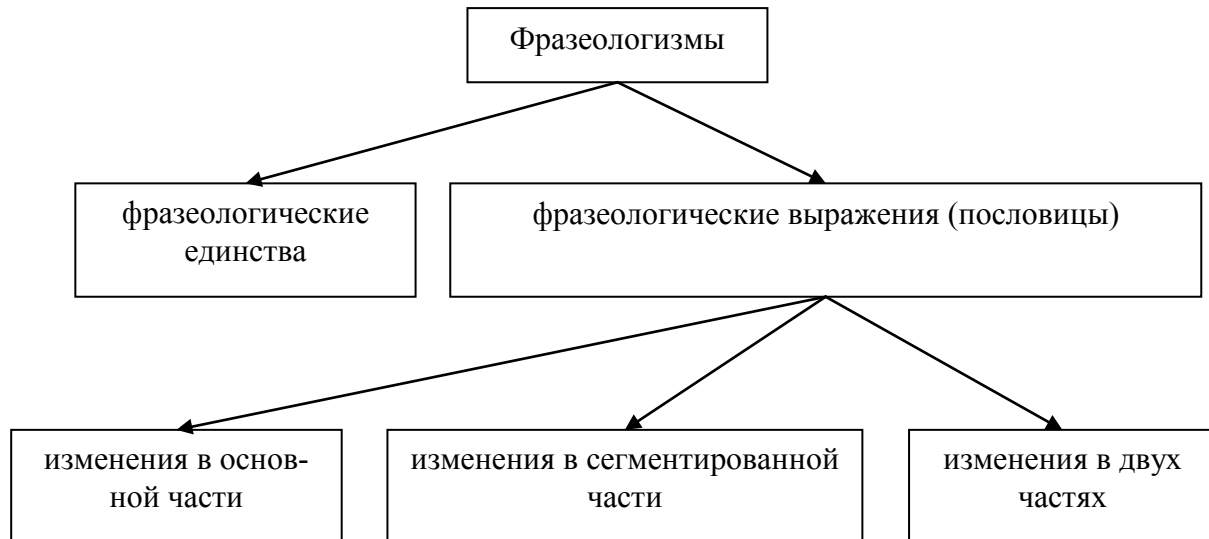 Фразеологизмы
фразеологические
единства
фразеологические выражения (пословицы)
изменения в основ-
ной части
изменения в сегментированной
части
изменения в двух
частях